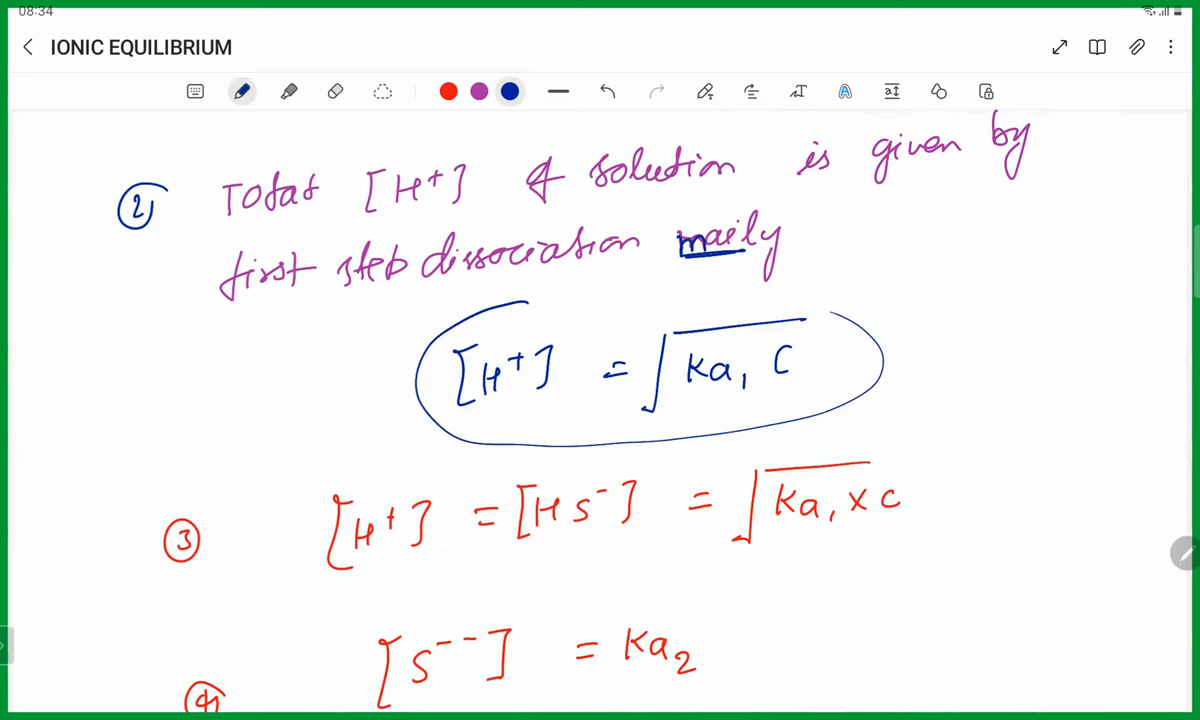 08:34
IONIC EQUILIBRIUM
② Total [H⁺] of solution is given by
first step dissociation maily
[H⁺] = √Ka₁ C
③ [H⁺] = [HS⁻] = √Ka₁ × C
④ [S⁻⁻] = Ka₂